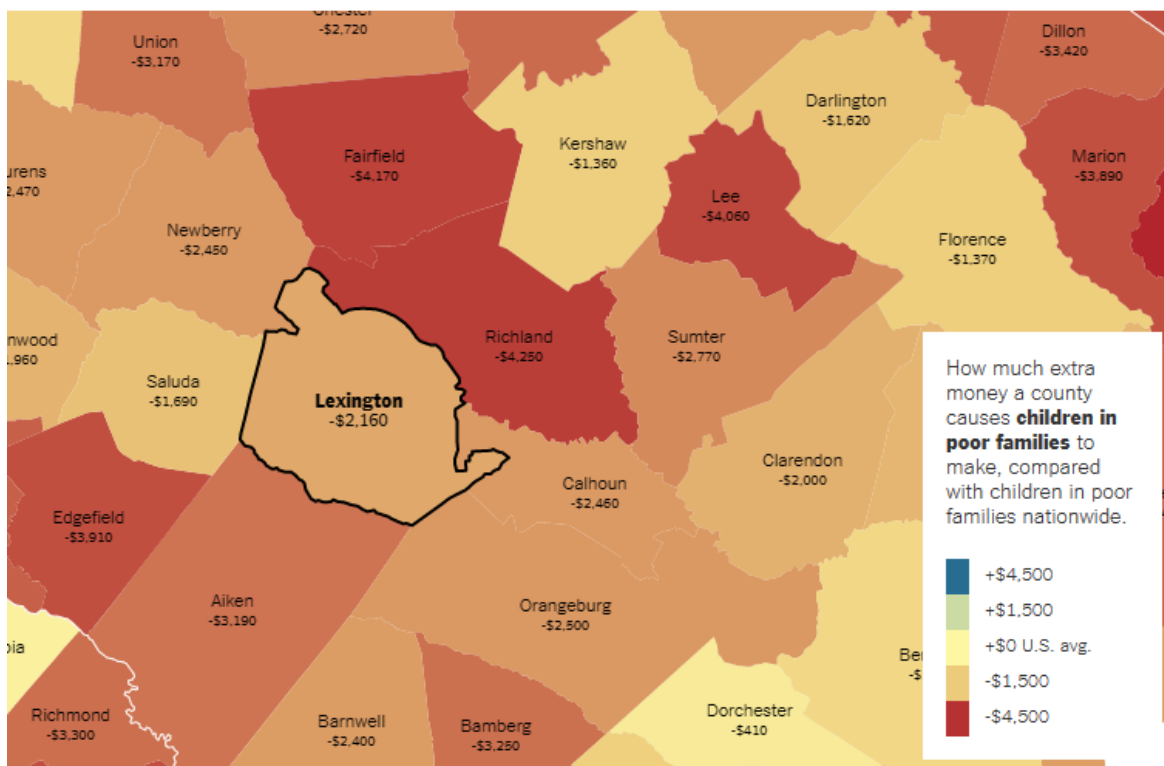 -$2,720
Union
-$3,170
Dillon
-$3,420
Darlington
-$1,620
Kershaw
-$1,360
Fairfield
-$4,170
Marion
-$3,890
Lee
-$4,060
Newberry
-$2,450
Florence
-$1,370
Richland
-$4,250
Sumter
-$2,770
Saluda
-$1,690
Lexington
-$2,160
Clarendon
-$2,000
Calhoun
-$2,460
Edgefield
-$3,910
Aiken
-$3,190
Orangeburg
-$2,500
Richmond
-$3,300
Barnwell
-$2,400
Bamberg
-$3,250
Dorchester
-$410
How much extra
money a county
causes children in
poor families to
make, compared
with children in poor
families nationwide.
+$4,500
+$1,500
+$0 U.S. avg.
-$1,500
-$4,500